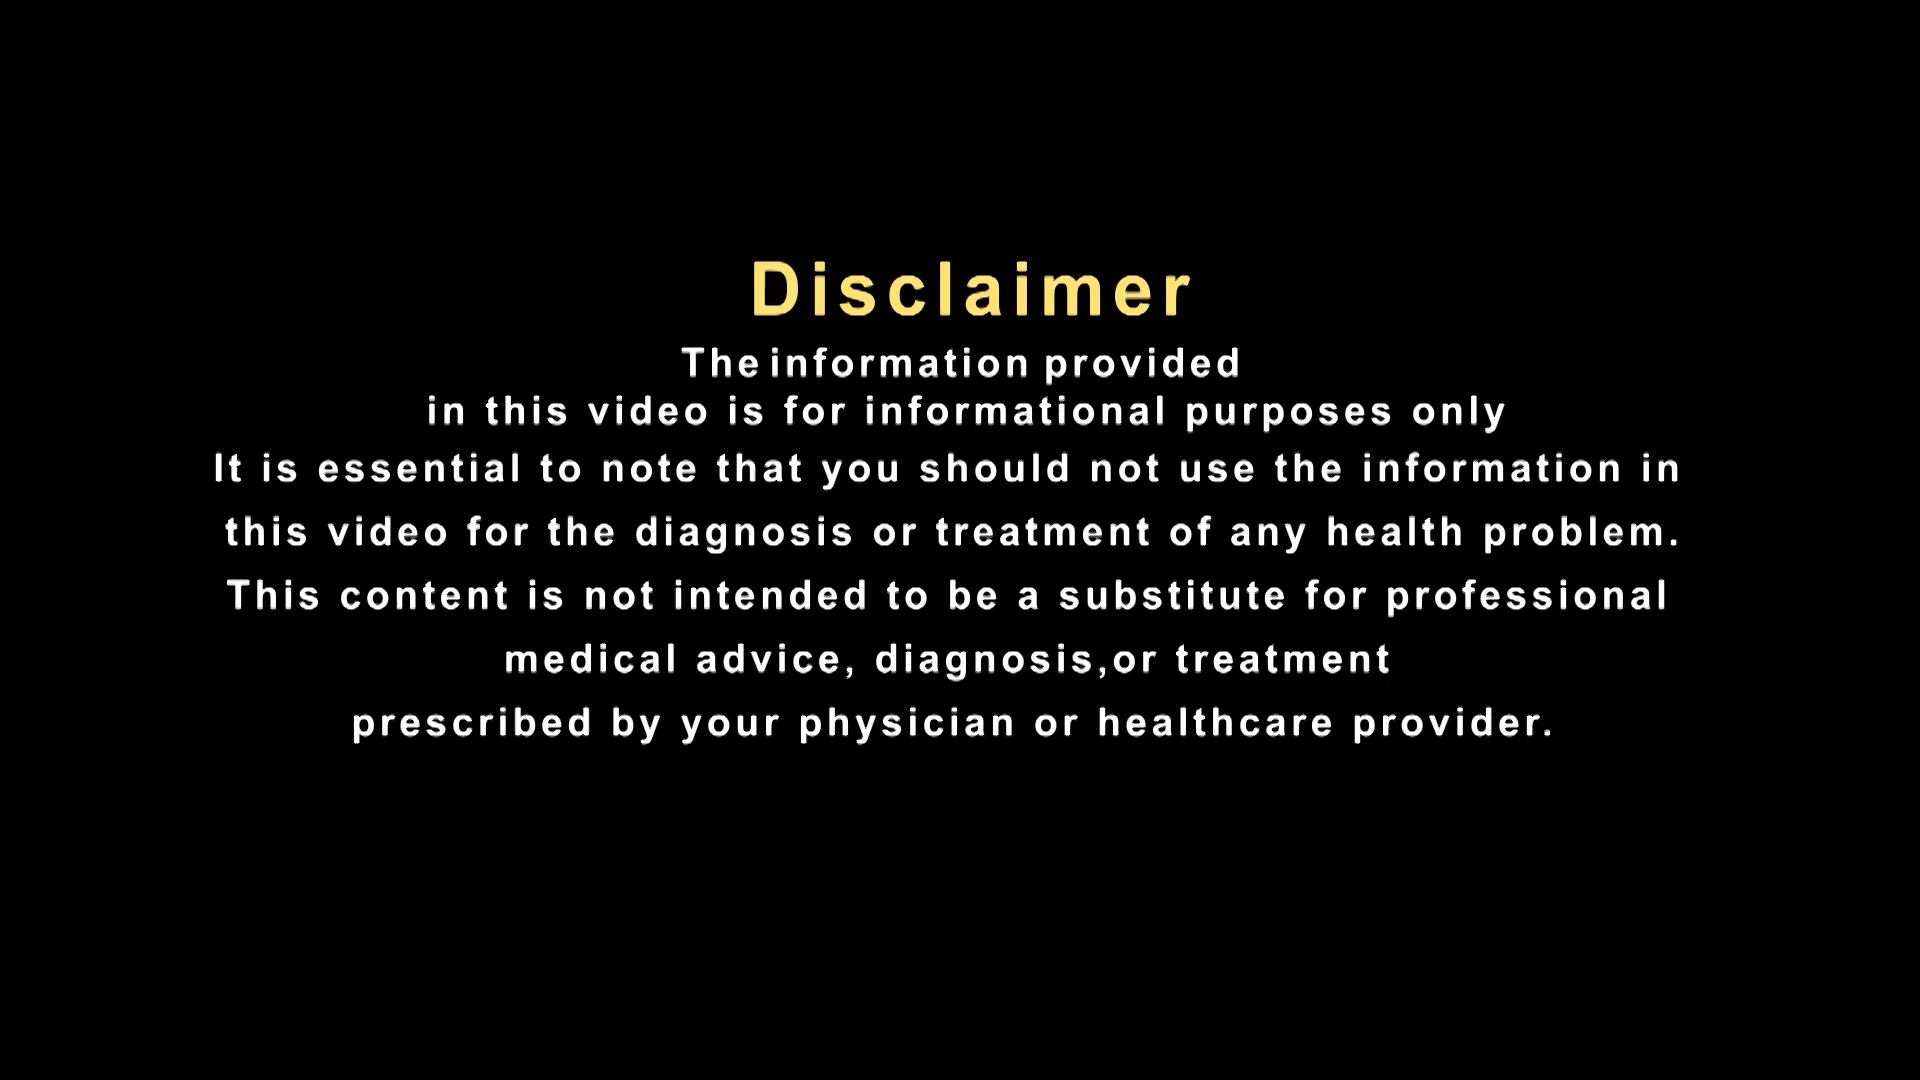 Disclaimer
The information provided
in this video is for informational purposes only
It is essential to note that you should not use the information in
this video for the diagnosis or treatment of any health problem.
This content is not intended to be a substitute for professional
medical advice, diagnosis,or treatment
prescribed by your physician or healthcare provider.